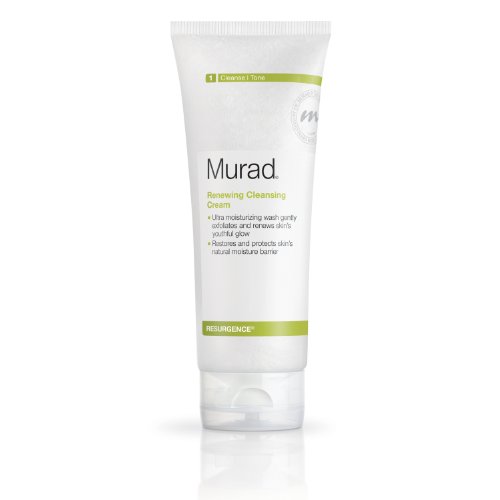 1 Cleanse | Tone
m
Murad®
Renewing Cleansing
Cream
Ultra moisturizing wash gently
exfoliates and renews skin's
youthful glow
Restores and protects skin's
natural moisture barrier
RESURGENCE®